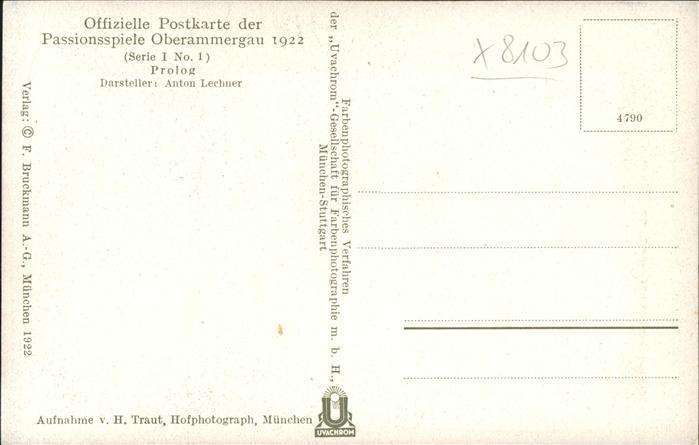 Offizielle Postkarte der
Passionsspiele Oberammergau 1922
(Serie I No. 1)
Prolog
Darsteller: Anton Lechner
Verlag: © F. Bruckmann A.-G., München 1922
Aufnahme v. H. Traut, Hofphotograph, München
Farbenphotographisches Verfahren
der „Uvachrom"-Gesellschaft für Farbenphotographie m. b. H.,
München-Stuttgart
U
UVACHROM
X 8103
4790